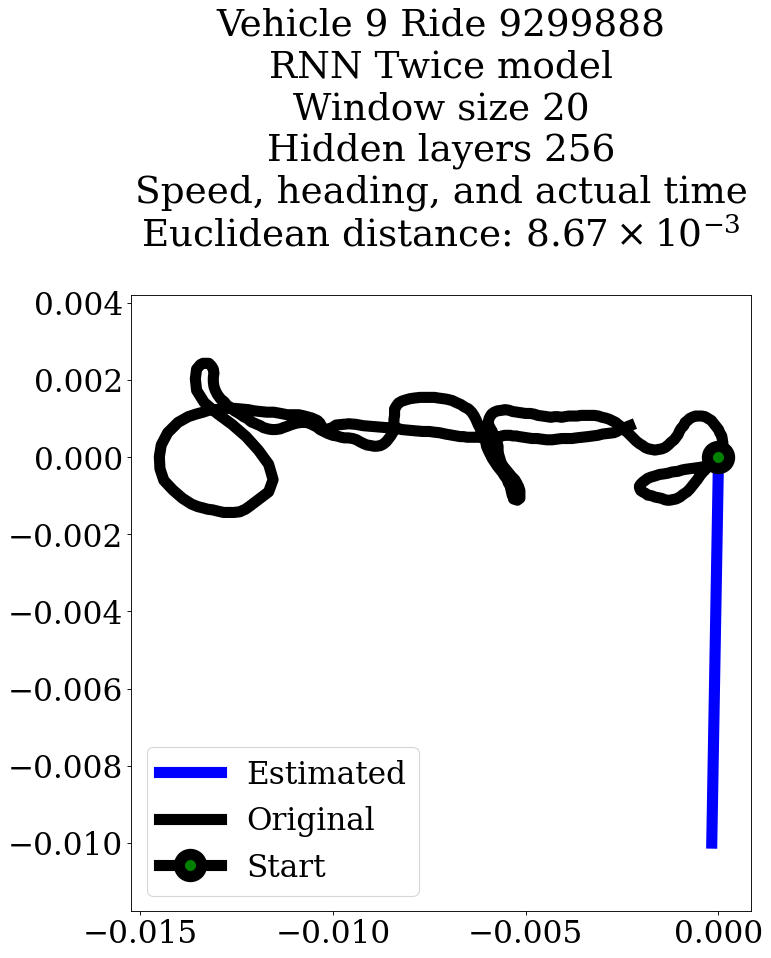 Vehicle 9 Ride 9299888
RNN Twice model
Window size 20
Hidden layers 256
Speed, heading, and actual time
Euclidean distance: 8.67 × 10⁻³
0.004
0.002
0.000
−0.002
−0.004
−0.006
−0.008
−0.010
Estimated
Original
Start
−0.015 −0.010 −0.005 0.000